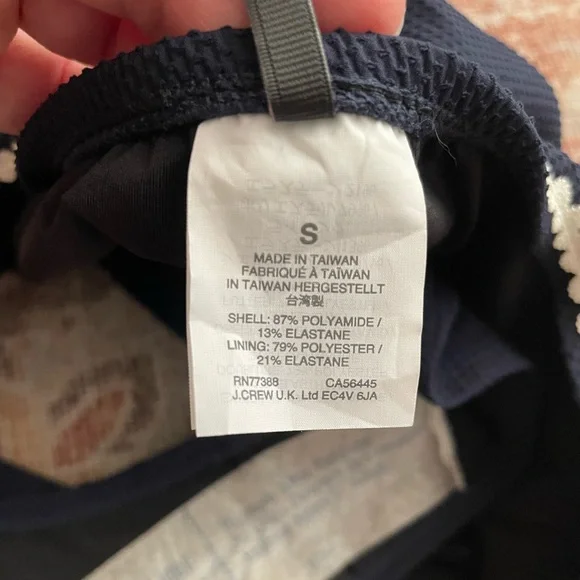 S
MADE IN TAIWAN
FABRIQUÉ À TAÏWAN
IN TAIWAN HERGESTELLT
台湾製
SHELL: 87% POLYAMIDE /
13% ELASTANE
LINING: 79% POLYESTER /
21% ELASTANE
RN77388 CA56445
J.CREW U.K. Ltd EC4V 6JA